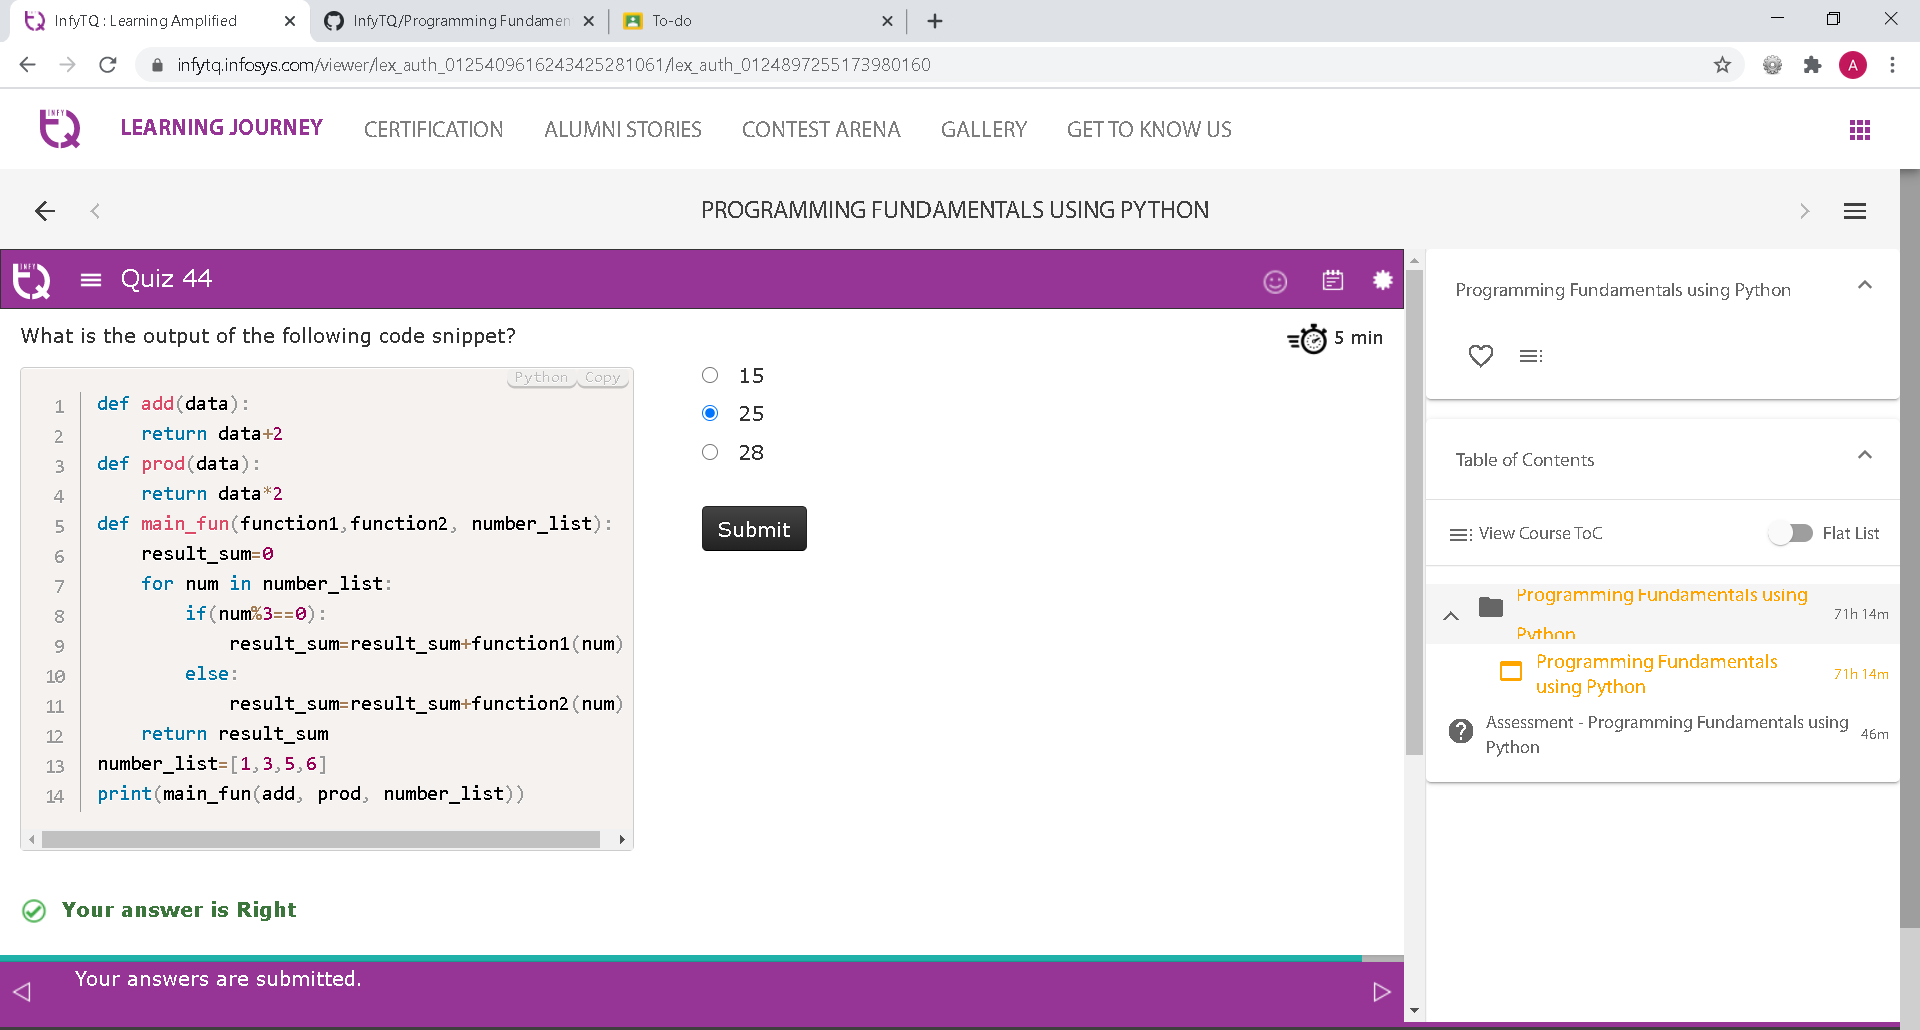 InfyTQ : Learning Amplified
InfyTQ/Programming Fundamen
To-do
infytq.infosys.com/viewer/lex_auth_0125409616243425281061/lex_auth_0124897255173980160
A
INFY TQ
LEARNING JOURNEY
CERTIFICATION
ALUMNI STORIES
CONTEST ARENA
GALLERY
GET TO KNOW US
PROGRAMMING FUNDAMENTALS USING PYTHON
INFY TQ
Quiz 44
What is the output of the following code snippet?
5 min
Python Copy
1 def add(data):
2 return data+2
3 def prod(data):
4 return data*2
5 def main_fun(function1,function2, number_list):
6 result_sum=0
7 for num in number_list:
8 if(num%3==0):
9 result_sum=result_sum+function1(num)
10 else:
11 result_sum=result_sum+function2(num)
12 return result_sum
13 number_list=[1,3,5,6]
14 print(main_fun(add, prod, number_list))
15
25
28
Submit
Your answer is Right
Your answers are submitted.
Programming Fundamentals using Python
Table of Contents
View Course ToC
Flat List
Programming Fundamentals using
Python
71h 14m
Programming Fundamentals
using Python
71h 14m
Assessment - Programming Fundamentals using
Python
46m